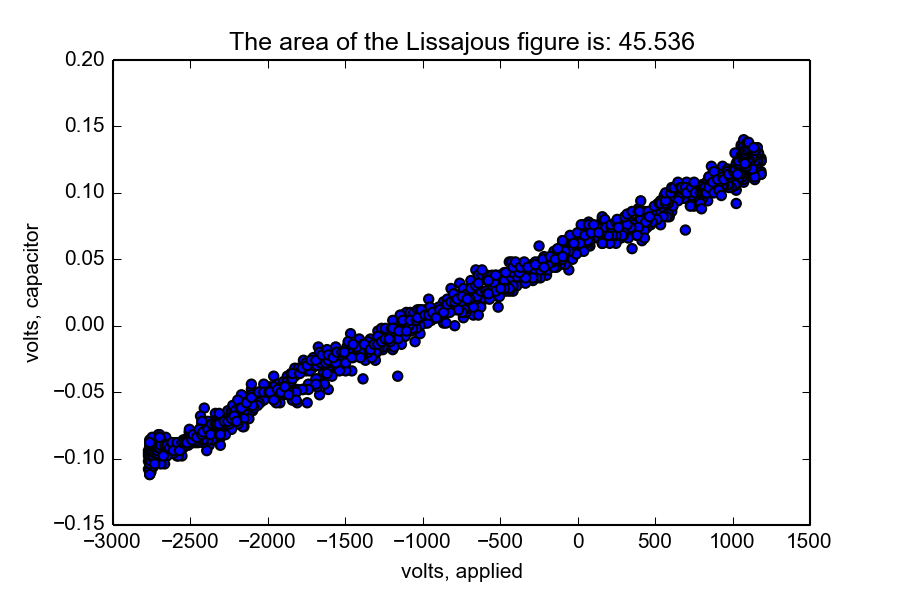 The area of the Lissajous figure is: 45.536
0.20
0.15
0.10
0.05
0.00
−0.05
−0.10
−0.15
volts, capacitor
−3000 −2500 −2000 −1500 −1000 −500 0 500 1000 1500
volts, applied